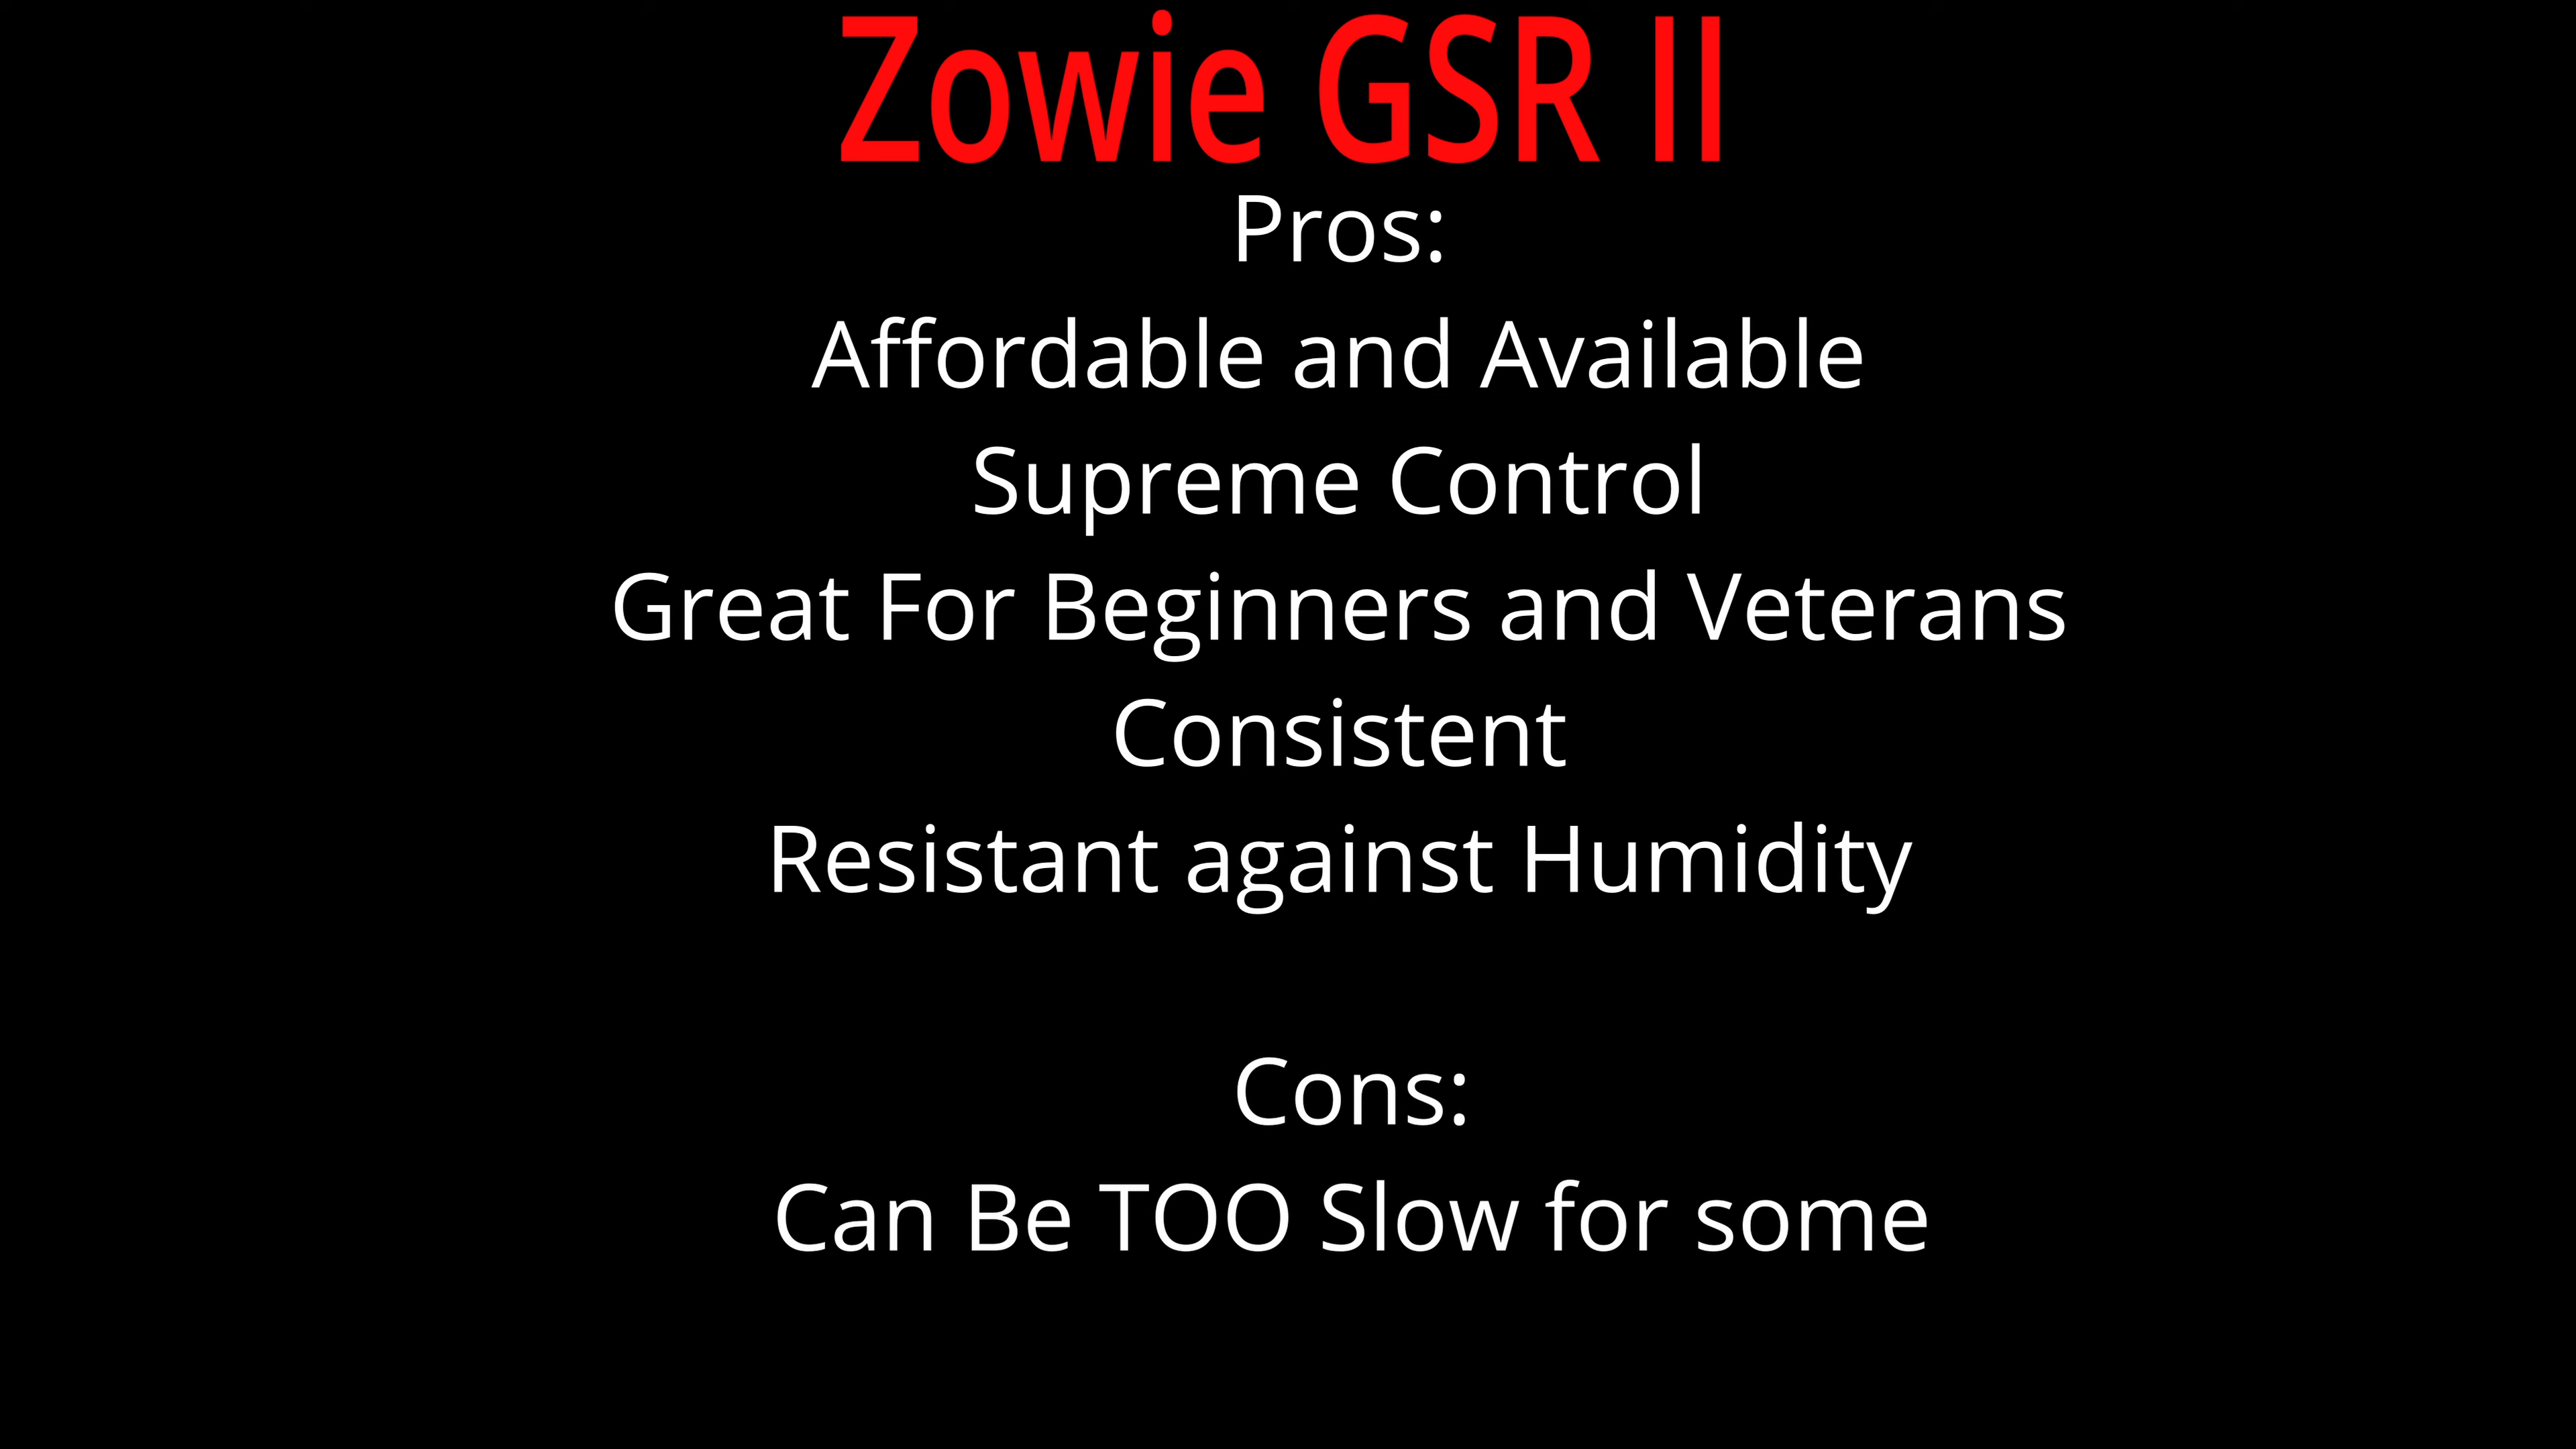 Zowie GSR II
Pros:
Affordable and Available
Supreme Control
Great For Beginners and Veterans
Consistent
Resistant against Humidity
Cons:
Can Be TOO Slow for some